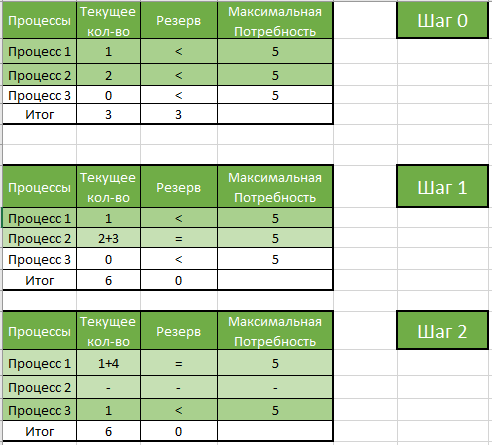 Процессы Текущее кол-во Резерв Максимальная Потребность Шаг 0
Процесс 1 1 < 5
Процесс 2 2 < 5
Процесс 3 0 < 5
Итог 3 3
Процессы Текущее кол-во Резерв Максимальная Потребность Шаг 1
Процесс 1 1 < 5
Процесс 2 2+3 = 5
Процесс 3 0 < 5
Итог 6 0
Процессы Текущее кол-во Резерв Максимальная Потребность Шаг 2
Процесс 1 1+4 = 5
Процесс 2 - - -
Процесс 3 1 < 5
Итог 6 0